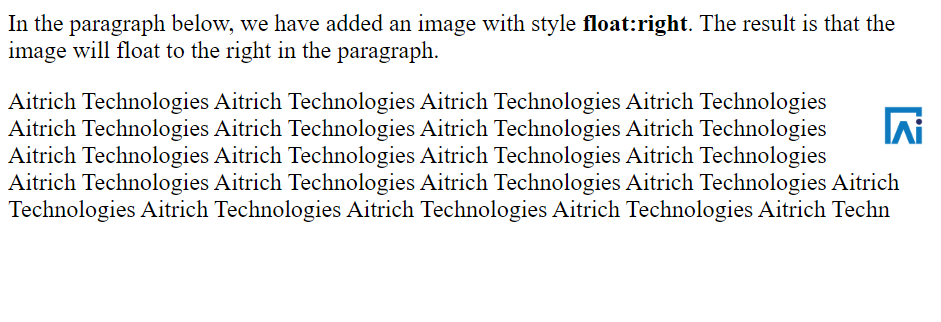 In the paragraph below, we have added an image with style float:right. The result is that the
image will float to the right in the paragraph.
Aitrich Technologies Aitrich Technologies Aitrich Technologies Aitrich Technologies
Aitrich Technologies Aitrich Technologies Aitrich Technologies Aitrich Technologies
Aitrich Technologies Aitrich Technologies Aitrich Technologies Aitrich Technologies
Aitrich Technologies Aitrich Technologies Aitrich Technologies Aitrich Technologies Aitrich
Technologies Aitrich Technologies Aitrich Technologies Aitrich Technologies Aitrich Techn
Ai